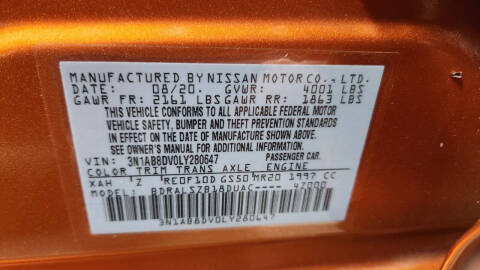 MANUFACTURED BY NISSAN MOTOR CO., LTD.
DATE: 08/20. GVWR: 4001 LBS
GAWR FR: 2161 LBS GAWR RR: 1863 LBS
THIS VEHICLE CONFORMS TO ALL APPLICABLE FEDERAL MOTOR
VEHICLE SAFETY, BUMPER AND THEFT PREVENTION STANDARDS
IN EFFECT ON THE DATE OF MANUFACTURE SHOWN ABOVE.
SEE OWNER'S MANUAL FOR ADDITIONAL INFORMATION.
VIN: 3N1AB8DV0LY280647 PASSENGER CAR.
COLOR TRIM TRANS AXLE ENGINE
XAH Z RE0F10D GS50 MR20 1997 CC
MODEL: BDRALSZB18DUAC---- 4Z000
3N1AB8DV0LY280647